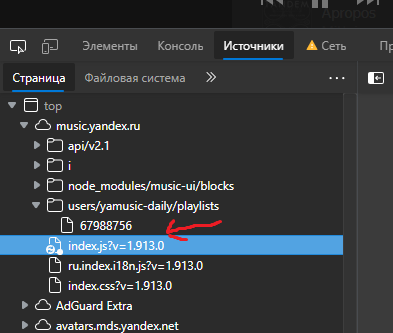 Apropos
Элементы Консоль Источники Сеть
Страница Файловая система
top
music.yandex.ru
api/v2.1
i
node_modules/music-ui/blocks
users/yamusic-daily/playlists
67988756
index.js?v=1.913.0
ru.index.i18n.js?v=1.913.0
index.css?v=1.913.0
AdGuard Extra
avatars.mds.yandex.net